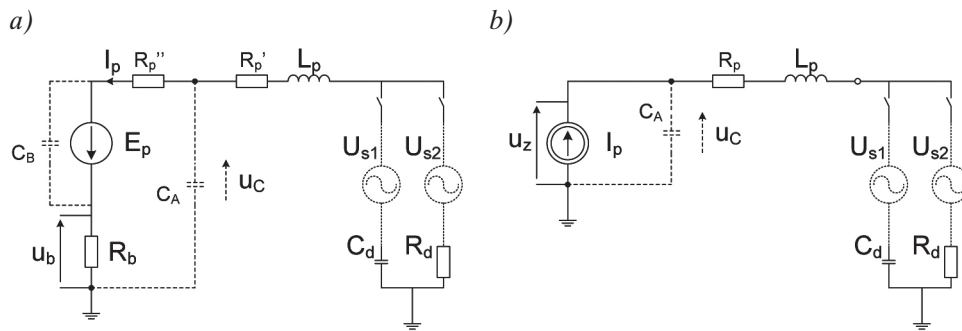 a)
b)
I_p
R_p''
R_p'
L_p
C_B
E_p
C_A
u_C
U_s1
U_s2
u_b
R_b
C_d
R_d
R_p
L_p
C_A
u_C
u_z
I_p
U_s1
U_s2
C_d
R_d